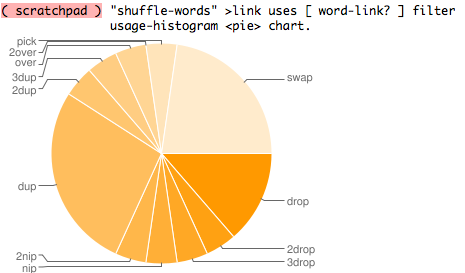 ( scratchpad ) "shuffle-words" >link uses [ word-link? ] filter
usage-histogram <pie> chart.
pick
2over
over
3dup
2dup
dup
2nip
nip
swap
drop
2drop
3drop